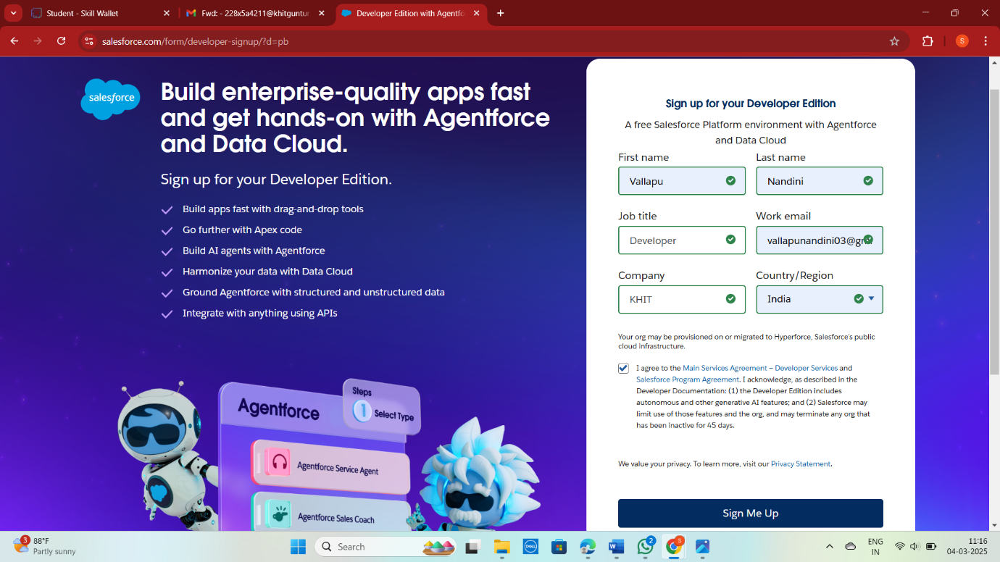 Student - Skill Wallet
Fwd: - 228x5a4211@khitguntur
Developer Edition with Agentfo
salesforce.com/form/developer-signup/?d=pb
S
salesforce
Build enterprise-quality apps fast
and get hands-on with Agentforce
and Data Cloud.
Sign up for your Developer Edition.
Build apps fast with drag-and-drop tools
Go further with Apex code
Build AI agents with Agentforce
Harmonize your data with Data Cloud
Ground Agentforce with structured and unstructured data
Integrate with anything using APIs
Agentforce
Steps
1 Select Type
Agentforce Service Agent
Agentforce Sales Coach
Sign up for your Developer Edition
A free Salesforce Platform environment with Agentforce
and Data Cloud
First name Last name
Vallapu Nandini
Job title Work email
Developer vallapunandini03@gma
Company Country/Region
KHIT India
Your org may be provisioned on or migrated to Hyperforce, Salesforce's public
cloud infrastructure.
I agree to the Main Services Agreement – Developer Services and
Salesforce Program Agreement. I acknowledge, as described in the
Developer Documentation: (1) the Developer Edition includes
autonomous and other generative AI features; and (2) Salesforce may
limit use of those features and the org, and may terminate any org that
has been inactive for 45 days.
We value your privacy. To learn more, visit our Privacy Statement.
Sign Me Up
3
88°F
Partly sunny
Search
DELL
W
2
S
ENG
IN
11:16
04-03-2025